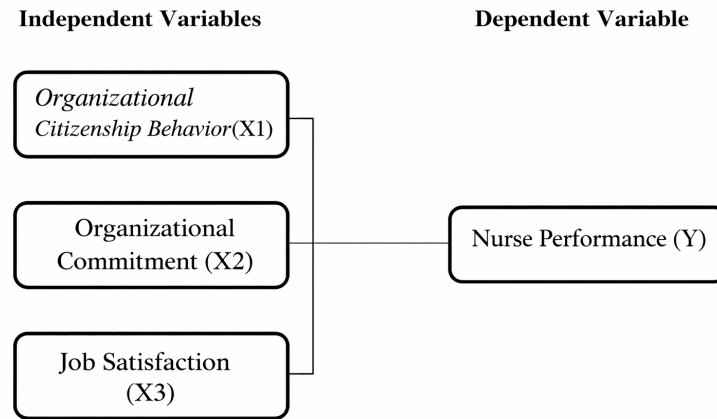 Independent Variables
Dependent Variable
Organizational
Citizenship Behavior(X1)
Organizational
Commitment (X2)
Nurse Performance (Y)
Job Satisfaction
(X3)